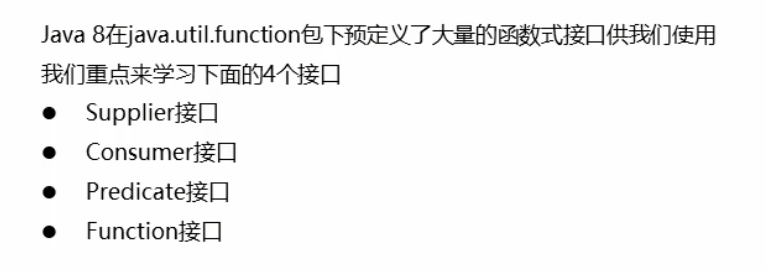 Java 8在java.util.function包下预定义了大量的函数式接口供我们使用
我们重点来学习下面的4个接口
● Supplier接口
● Consumer接口
● Predicate接口
● Function接口